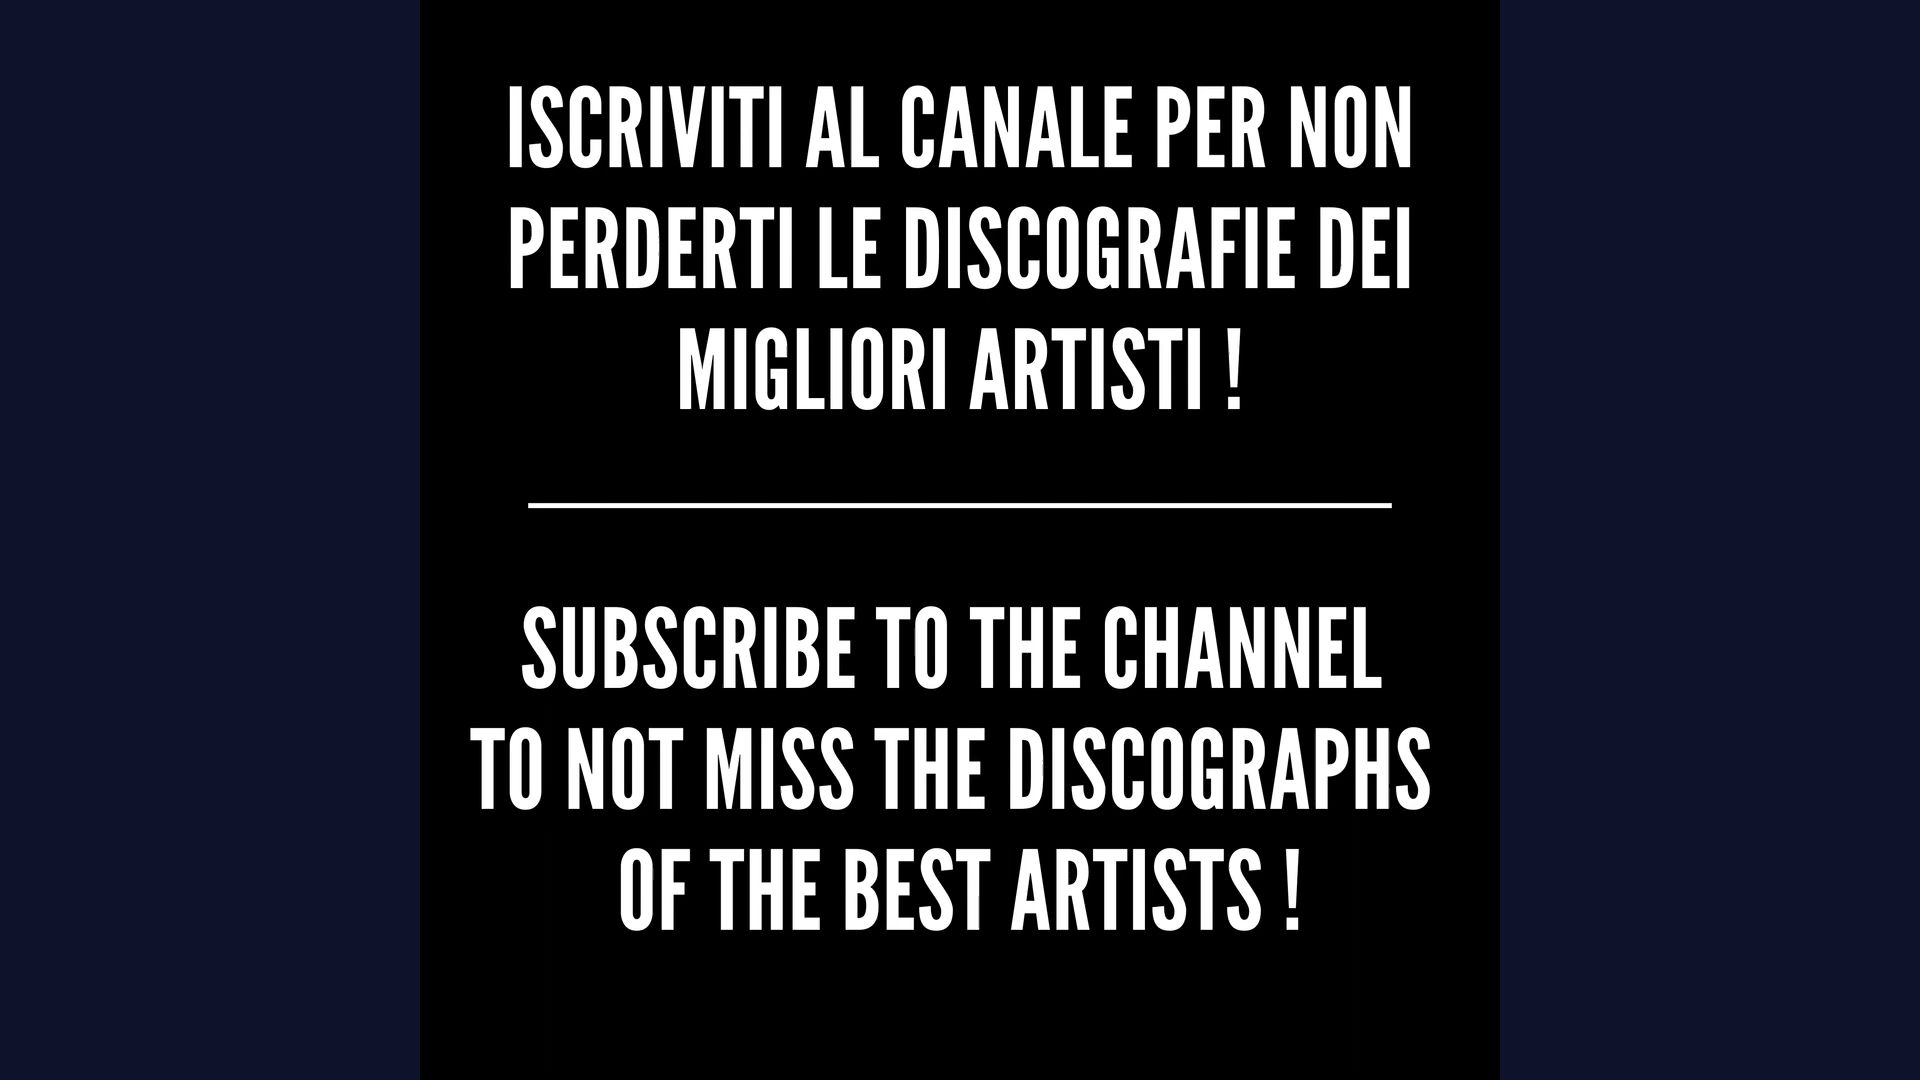 ISCRIVITI AL CANALE PER NON
PERDERTI LE DISCOGRAFIE DEI
MIGLIORI ARTISTI !
SUBSCRIBE TO THE CHANNEL
TO NOT MISS THE DISCOGRAPHS
OF THE BEST ARTISTS !